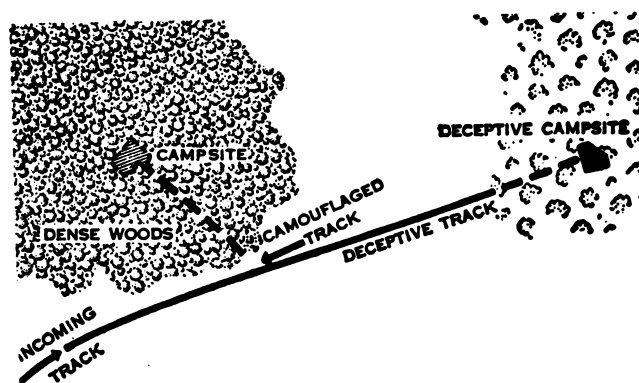 DECEPTIVE CAMPSITE
CAMPSITE
DENSE WOODS
CAMOUFLAGED
TRACK
DECEPTIVE TRACK
INCOMING
TRACK